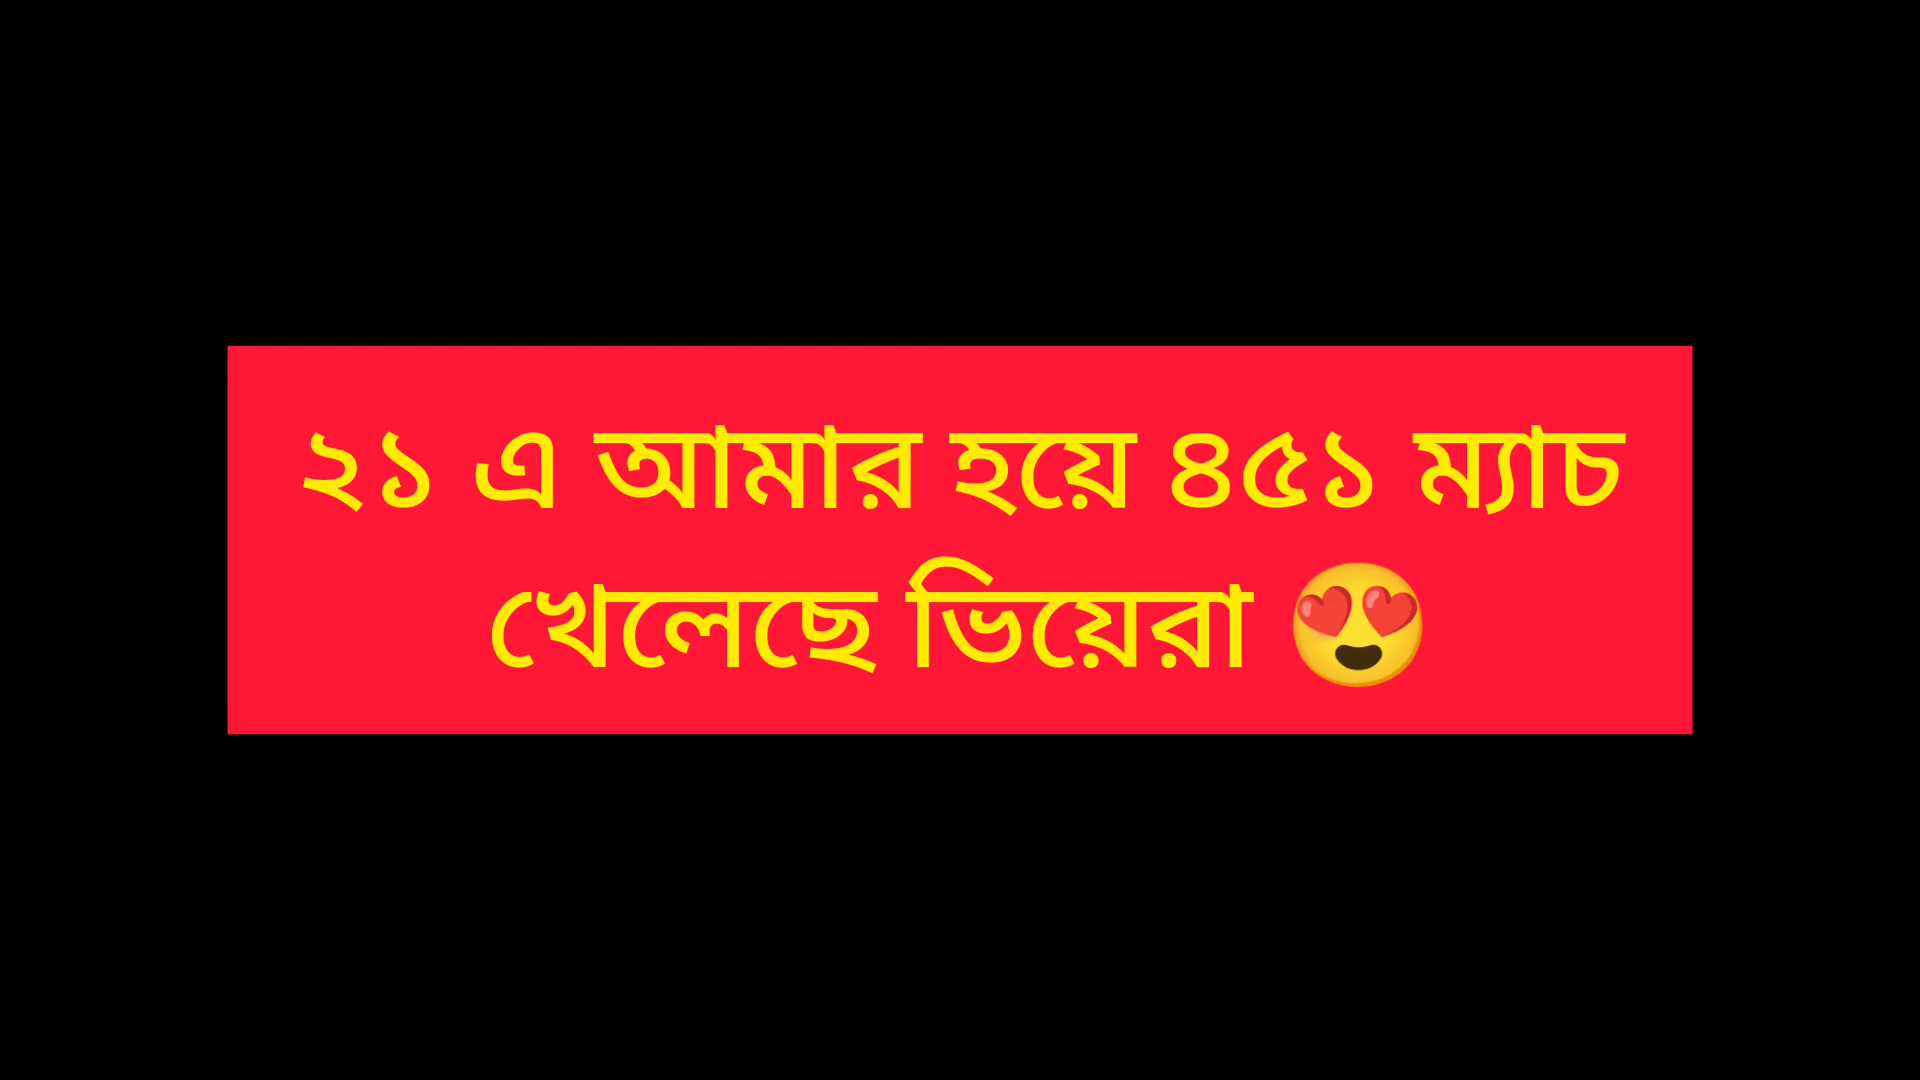 ২১ এ আমার হয়ে ৪৫১ ম্যাচ
খেলেছে ভিয়েরা 😍